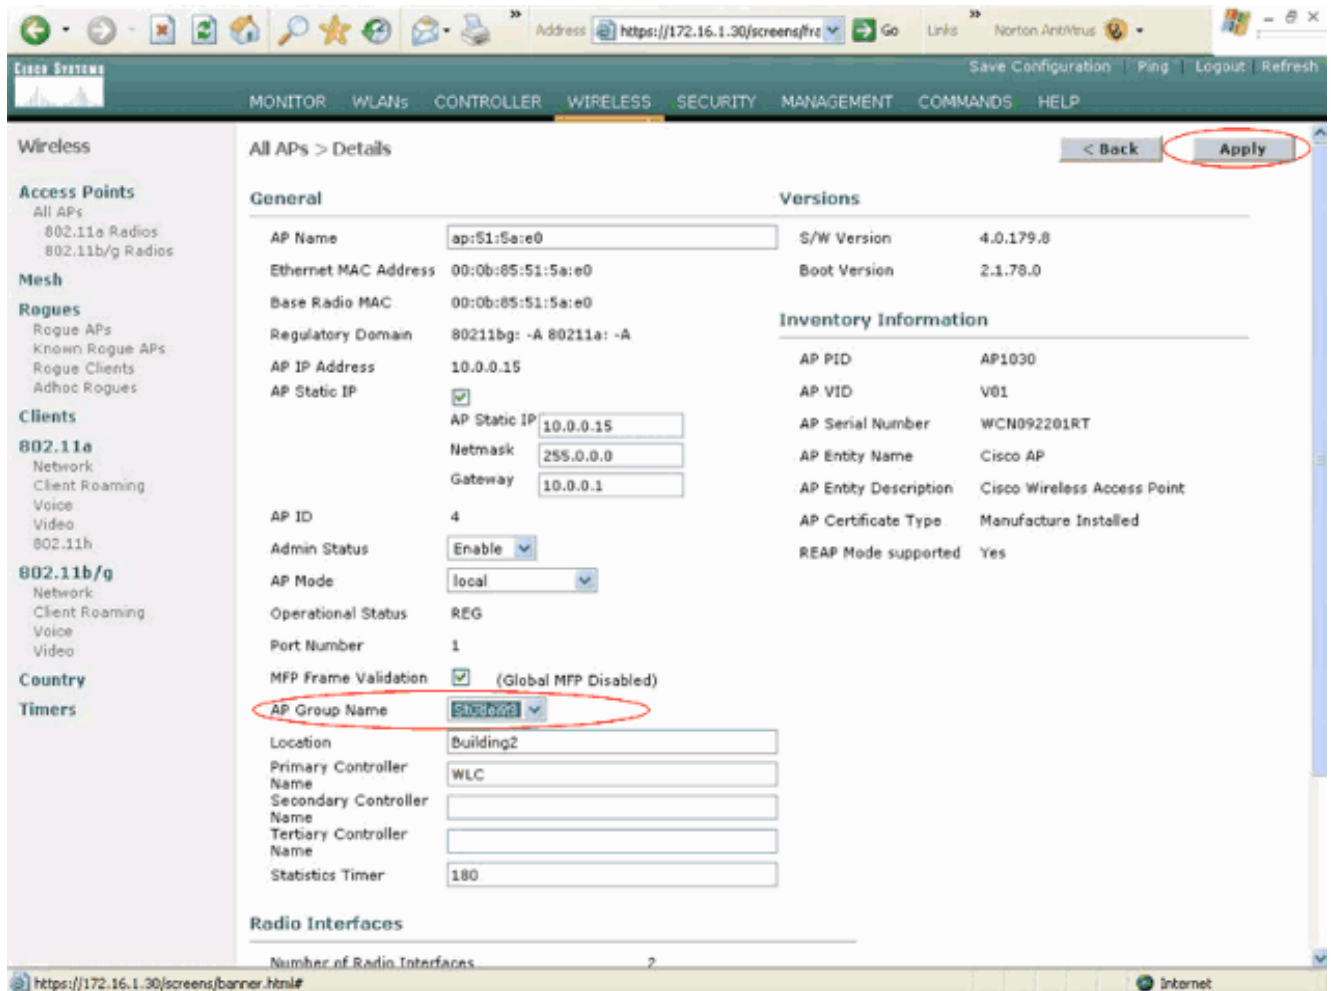 Address https://172.16.1.30/screens/fra Go Links Norton AntiVirus
CISCO SYSTEMS
Save Configuration Ping Logout Refresh
MONITOR WLANs CONTROLLER WIRELESS SECURITY MANAGEMENT COMMANDS HELP
Wireless
Access Points
All APs
802.11a Radios
802.11b/g Radios
Mesh
Rogues
Rogue APs
Known Rogue APs
Rogue Clients
Adhoc Rogues
Clients
802.11a
Network
Client Roaming
Voice
Video
802.11h
802.11b/g
Network
Client Roaming
Voice
Video
Country
Timers
All APs > Details
< Back Apply
General
AP Name ap:51:5a:e0
Ethernet MAC Address 00:0b:85:51:5a:e0
Base Radio MAC 00:0b:85:51:5a:e0
Regulatory Domain 80211bg: -A 80211a: -A
AP IP Address 10.0.0.15
AP Static IP
AP Static IP 10.0.0.15
Netmask 255.0.0.0
Gateway 10.0.0.1
AP ID 4
Admin Status Enable
AP Mode local
Operational Status REG
Port Number 1
MFP Frame Validation (Global MFP Disabled)
AP Group Name
Location Building2
Primary Controller
Name WLC
Secondary Controller
Name
Tertiary Controller
Name
Statistics Timer 180
Radio Interfaces
Number of Radio Interfaces 2
Versions
S/W Version 4.0.179.8
Boot Version 2.1.78.0
Inventory Information
AP PID AP1030
AP VID V01
AP Serial Number WCN092201RT
AP Entity Name Cisco AP
AP Entity Description Cisco Wireless Access Point
AP Certificate Type Manufacture Installed
REAP Mode supported Yes
https://172.16.1.30/screens/banner.html# Internet